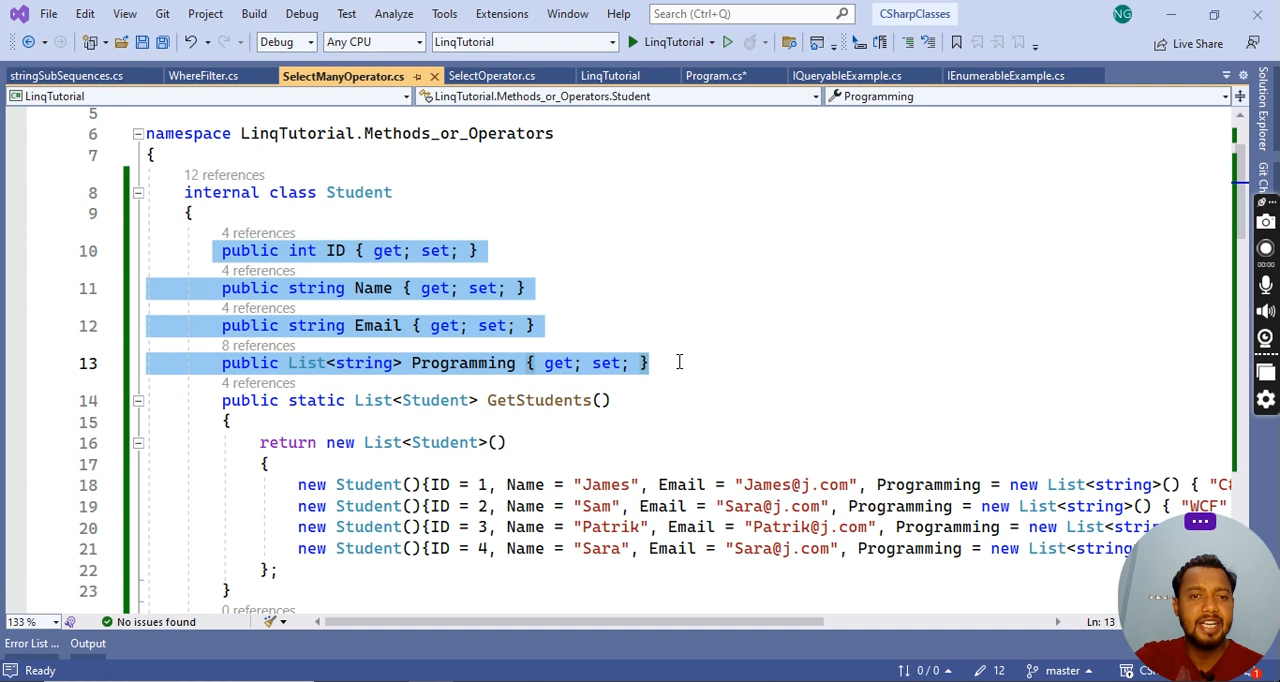 File Edit View Git Project Build Debug Test Analyze Tools Extensions Window Help Search (Ctrl+Q) CSharpClasses NG
Debug Any CPU LinqTutorial LinqTutorial Live Share
stringSubSequences.cs WhereFilter.cs SelectManyOperator.cs SelectOperator.cs LinqTutorial Program.cs* IQueryableExample.cs IEnumerableExample.cs
LinqTutorial LinqTutorial.Methods_or_Operators.Student Programming
Solution Explorer
5
6 namespace LinqTutorial.Methods_or_Operators
7 {
12 references
8 internal class Student
9 {
4 references
10 public int ID { get; set; }
4 references
11 public string Name { get; set; }
4 references
12 public string Email { get; set; }
8 references
13 public List<string> Programming { get; set; }
4 references
14 public static List<Student> GetStudents()
15 {
16 return new List<Student>()
17 {
18 new Student(){ID = 1, Name = "James", Email = "James@j.com", Programming = new List<string>() { "C#
19 new Student(){ID = 2, Name = "Sam", Email = "Sara@j.com", Programming = new List<string>() { "WCF"
20 new Student(){ID = 3, Name = "Patrik", Email = "Patrik@j.com", Programming = new List<stri
21 new Student(){ID = 4, Name = "Sara", Email = "Sara@j.com", Programming = new List<string
22 };
23 }
0 references
133 % No issues found Ln: 13
Error List ... Output
Ready 0 / 0 12 master 1
00:00